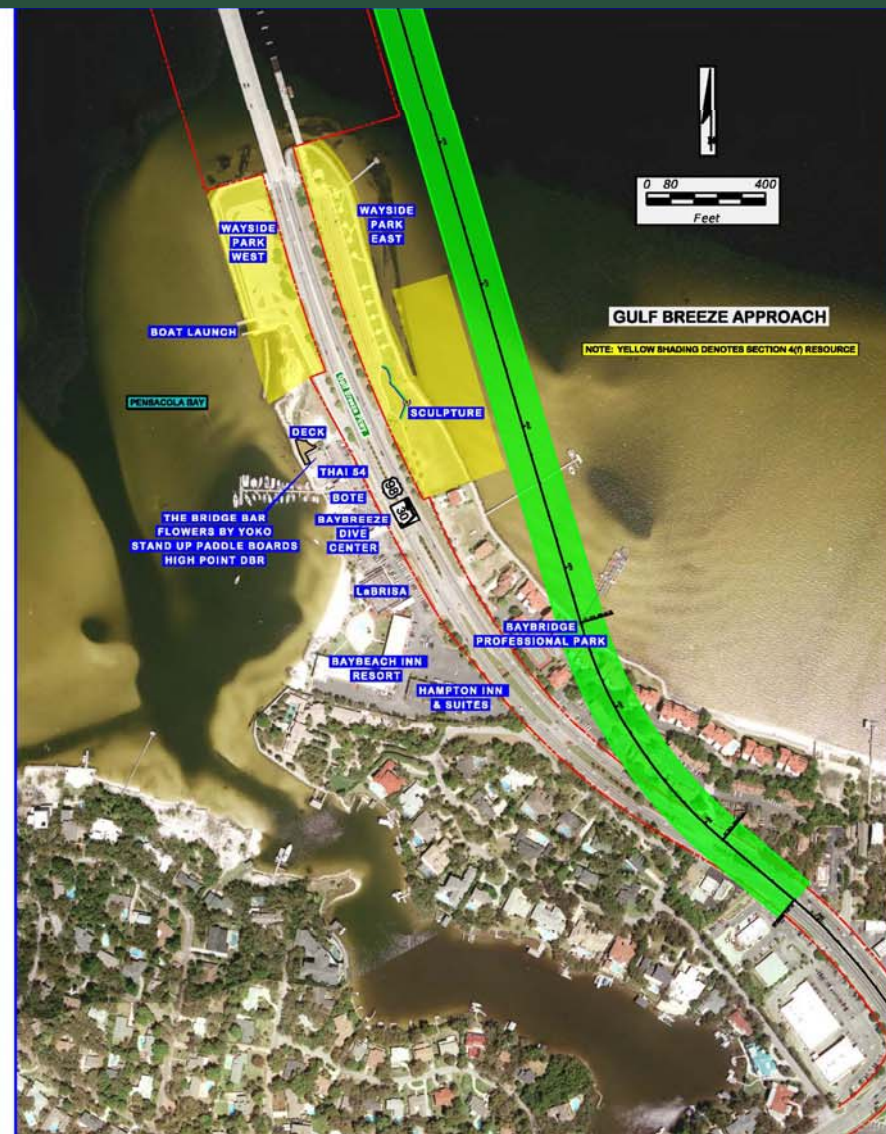 0 80 400
Feet
WAYSIDE
PARK
WEST
WAYSIDE
PARK
EAST
GULF BREEZE APPROACH
NOTE: YELLOW SHADING DENOTES SECTION 4(f) RESOURCE
BOAT LAUNCH
PENSACOLA BAY
Gulf Breeze Pkwy
SCULPTURE
DECK
THAI 54
98
30
BOTE
THE BRIDGE BAR
FLOWERS BY YOKO
STAND UP PADDLE BOARDS
HIGH POINT DBR
BAYBREEZE
DIVE
CENTER
LaBRISA
BAYBRIDGE
PROFESSIONAL PARK
BAYBEACH INN
RESORT
HAMPTON INN
& SUITES